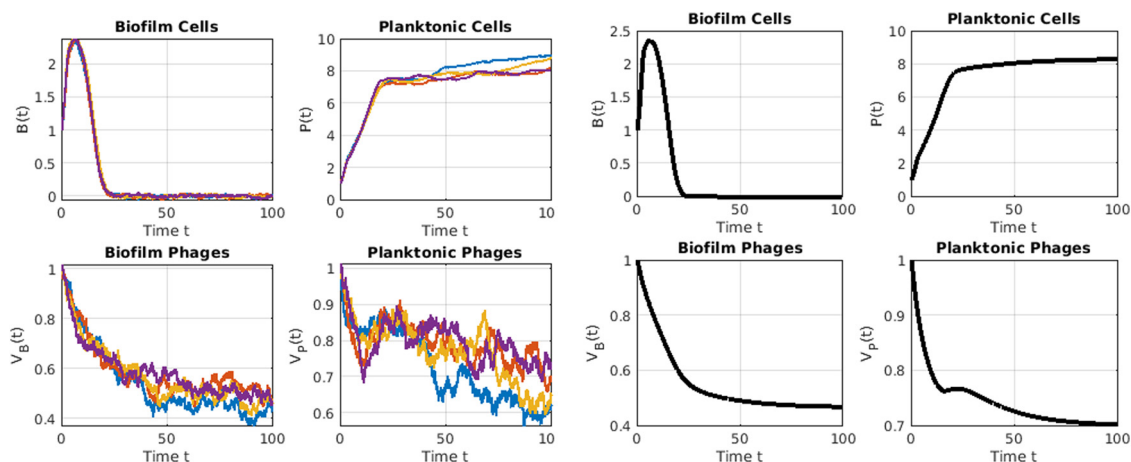 Biofilm Cells
B(t)
2
1.5
1
0.5
0
0 50 100
Time t
Planktonic Cells
P(t)
10
8
6
4
2
0
0 50 10
Time t
Biofilm Cells
B(t)
2.5
2
1.5
1
0.5
0
0 50 100
Time t
Planktonic Cells
P(t)
10
8
6
4
2
0
0 50 100
Time t
Biofilm Phages
V_B(t)
1
0.8
0.6
0.4
0 50 100
Time t
Planktonic Phages
V_P(t)
1
0.9
0.8
0.7
0.6
0 50 10
Time t
Biofilm Phages
V_B(t)
1
0.8
0.6
0.4
0 50 100
Time t
Planktonic Phages
V_P(t)
1
0.9
0.8
0.7
0 50 100
Time t